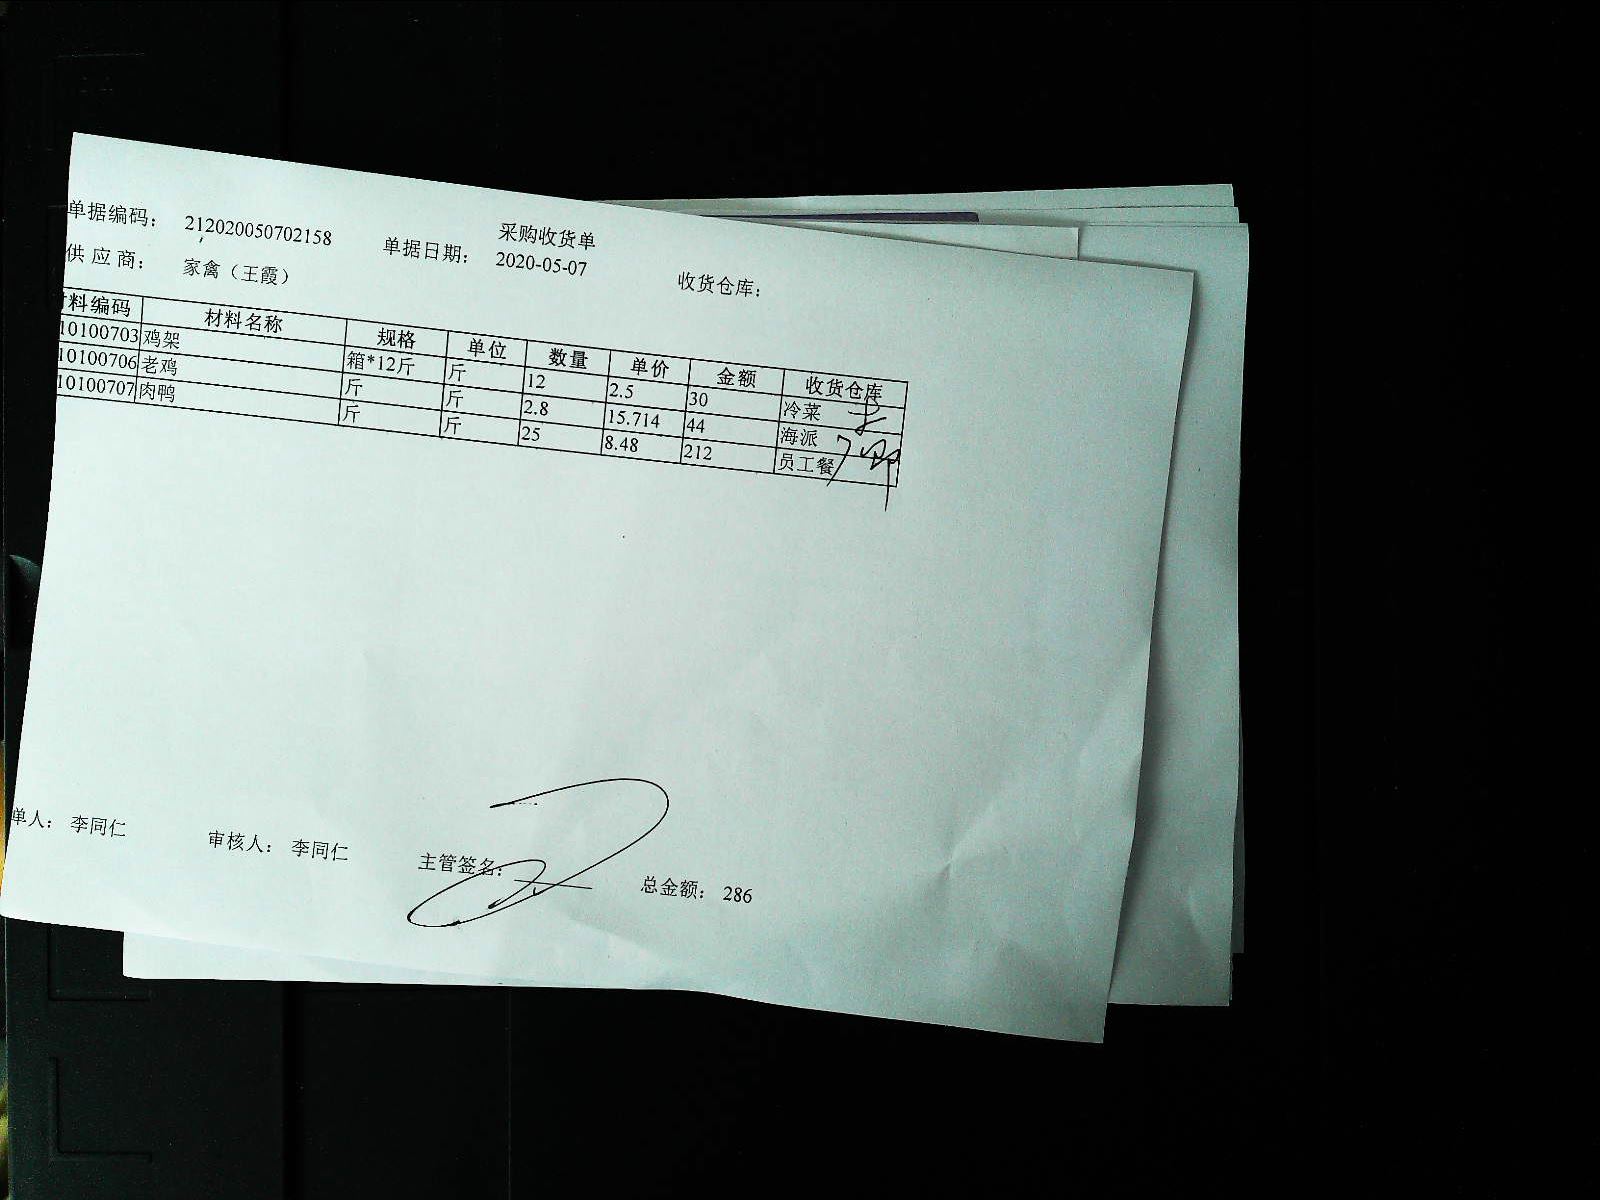 采购收货单
单据编码： 212020050702158 单据日期： 2020-05-07 收货仓库：
供 应 商： 家禽（王霞）
材料编码 材料名称 规格 单位 数量 单价 金额 收货仓库
10100703 鸡架 箱*12斤 斤 12 2.5 30 冷菜
10100706 老鸡 斤 斤 2.8 15.714 44 海派
10100707 肉鸭 斤 斤 25 8.48 212 员工餐
单人： 李同仁 审核人： 李同仁 主管签名： 总金额： 286